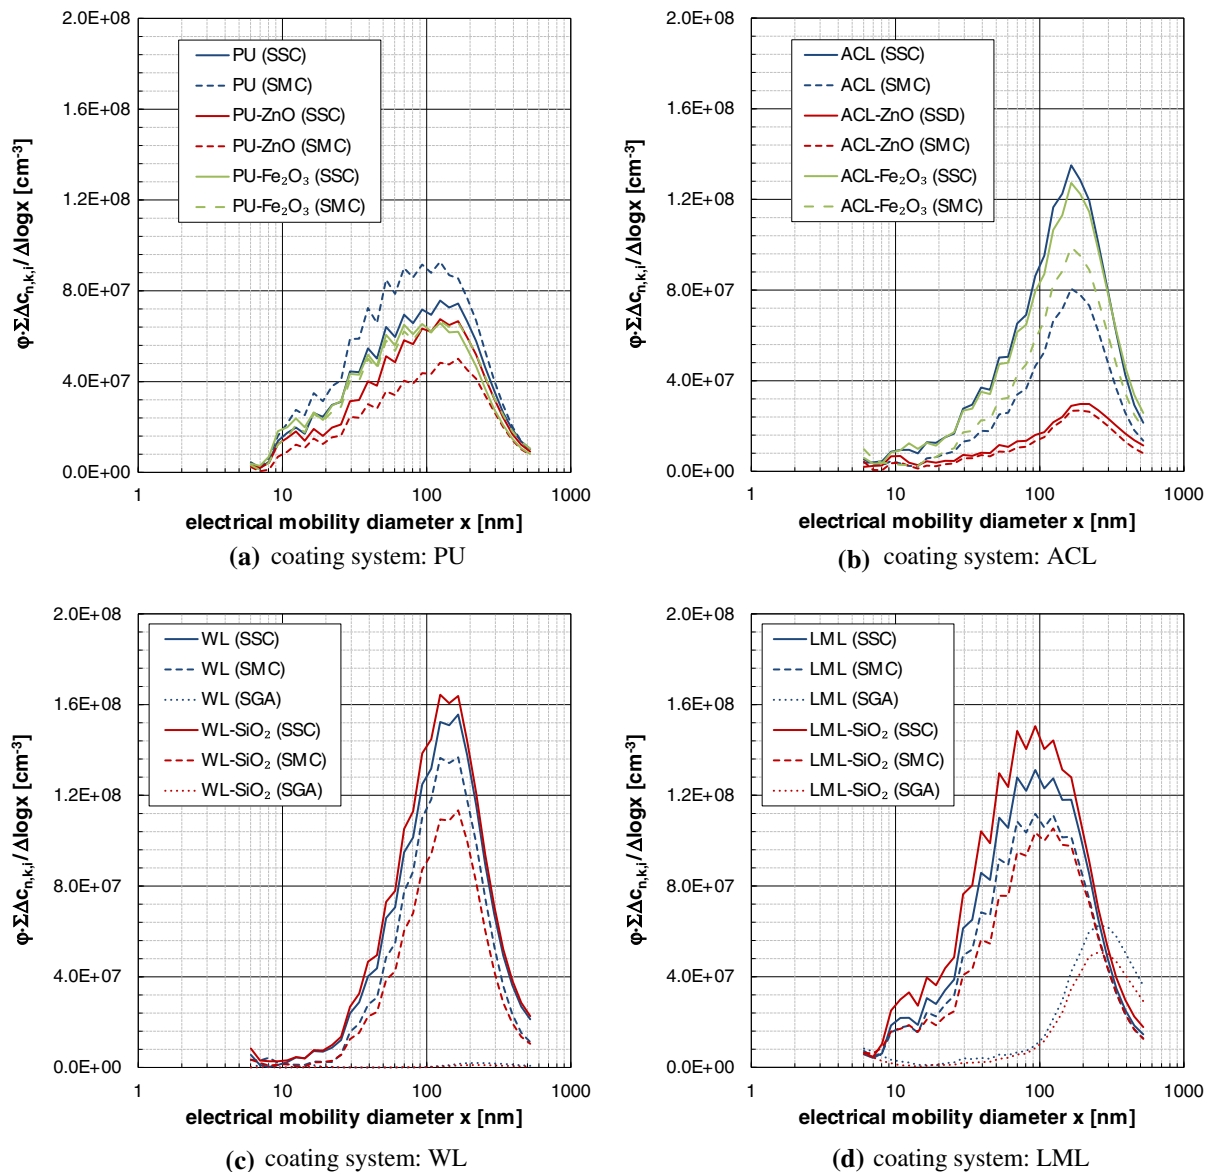 2.0E+08
1.6E+08
1.2E+08
8.0E+07
4.0E+07
0.0E+00
φ·ΣΔc n,k,i / Δlogx [cm⁻³]
PU (SSC)
PU (SMC)
PU-ZnO (SSC)
PU-ZnO (SMC)
PU-Fe₂O₃ (SSC)
PU-Fe₂O₃ (SMC)
1 10 100 1000
electrical mobility diameter x [nm]
(a) coating system: PU
2.0E+08
1.6E+08
1.2E+08
8.0E+07
4.0E+07
0.0E+00
φ·ΣΔc n,k,i / Δlogx [cm⁻³]
ACL (SSC)
ACL (SMC)
ACL-ZnO (SSD)
ACL-ZnO (SMC)
ACL-Fe₂O₃ (SSC)
ACL-Fe₂O₃ (SMC)
1 10 100 1000
electrical mobility diameter x [nm]
(b) coating system: ACL
2.0E+08
1.6E+08
1.2E+08
8.0E+07
4.0E+07
0.0E+00
φ·ΣΔc n,k,i / Δlogx [cm⁻³]
WL (SSC)
WL (SMC)
WL (SGA)
WL-SiO₂ (SSC)
WL-SiO₂ (SMC)
WL-SiO₂ (SGA)
1 10 100 1000
electrical mobility diameter x [nm]
(c) coating system: WL
2.0E+08
1.6E+08
1.2E+08
8.0E+07
4.0E+07
0.0E+00
φ·ΣΔc n,k,i / Δlogx [cm⁻³]
LML (SSC)
LML (SMC)
LML (SGA)
LML-SiO₂ (SSC)
LML-SiO₂ (SMC)
LML-SiO₂ (SGA)
1 10 100 1000
electrical mobility diameter x [nm]
(d) coating system: LML